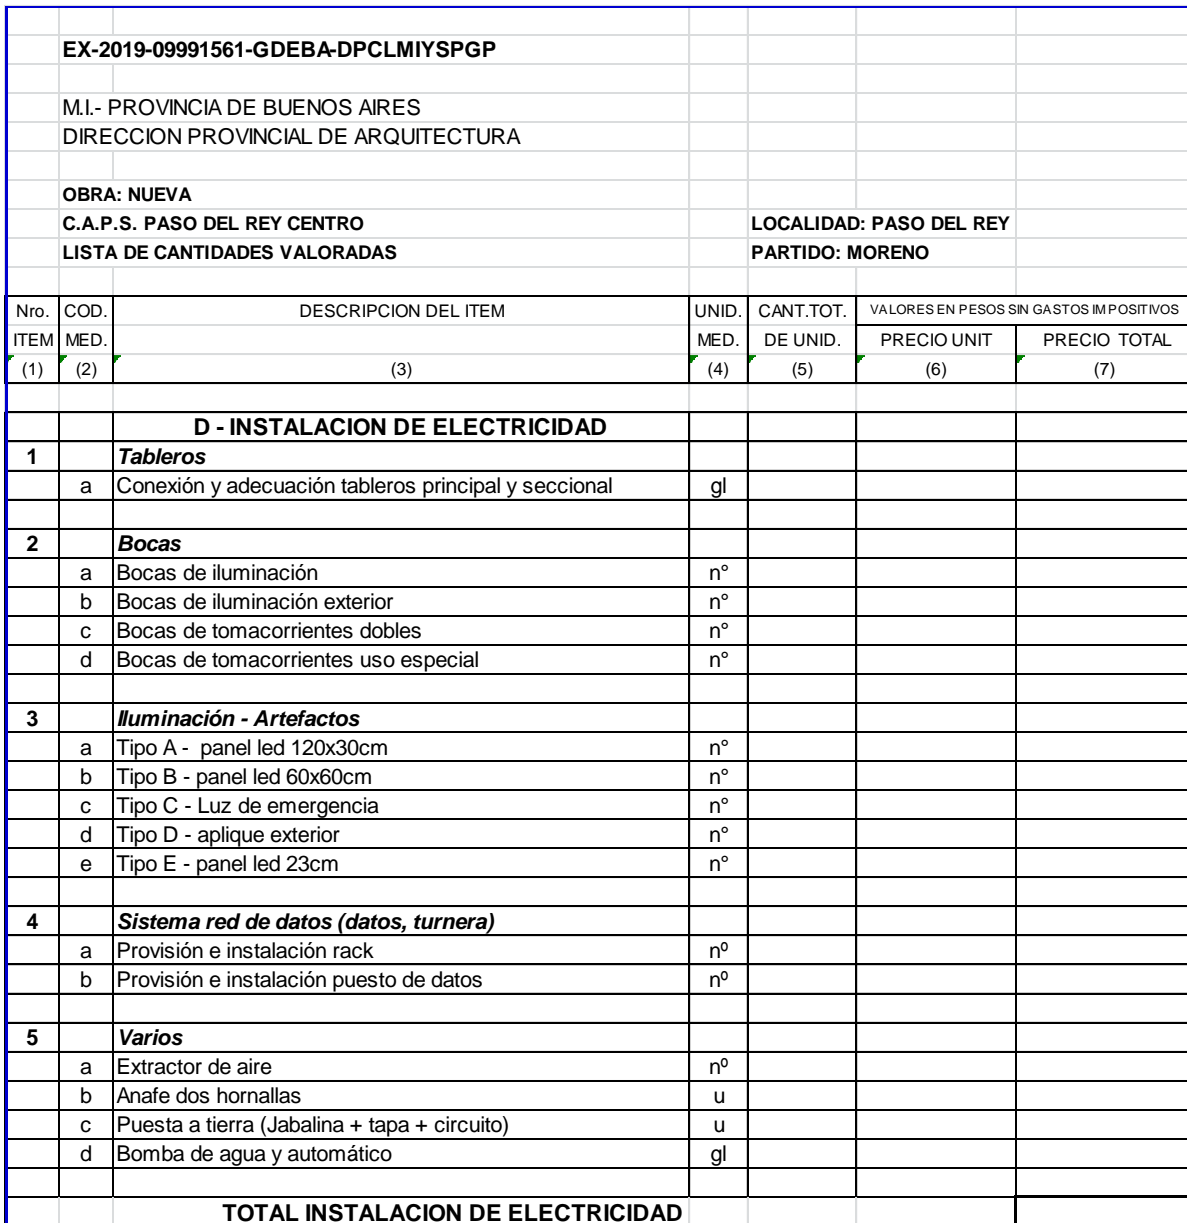 EX-2019-09991561-GDEBA-DPCLMIYSPGP
M.I.- PROVINCIA DE BUENOS AIRES
DIRECCION PROVINCIAL DE ARQUITECTURA
OBRA: NUEVA
C.A.P.S. PASO DEL REY CENTRO LOCALIDAD: PASO DEL REY
LISTA DE CANTIDADES VALORADAS PARTIDO: MORENO
Nro. COD. DESCRIPCION DEL ITEM UNID. CANT.TOT. VALORES EN PESOS SIN GASTOS IMPOSITIVOS
ITEM MED. MED. DE UNID. PRECIO UNIT PRECIO TOTAL
(1) (2) (3) (4) (5) (6) (7)
D - INSTALACION DE ELECTRICIDAD
1 Tableros
a Conexión y adecuación tableros principal y seccional gl
2 Bocas
a Bocas de iluminación n°
b Bocas de iluminación exterior n°
c Bocas de tomacorrientes dobles n°
d Bocas de tomacorrientes uso especial n°
3 Iluminación - Artefactos
a Tipo A - panel led 120x30cm n°
b Tipo B - panel led 60x60cm n°
c Tipo C - Luz de emergencia n°
d Tipo D - aplique exterior n°
e Tipo E - panel led 23cm n°
4 Sistema red de datos (datos, turnera)
a Provisión e instalación rack nº
b Provisión e instalación puesto de datos nº
5 Varios
a Extractor de aire nº
b Anafe dos hornallas u
c Puesta a tierra (Jabalina + tapa + circuito) u
d Bomba de agua y automático gl
TOTAL INSTALACION DE ELECTRICIDAD